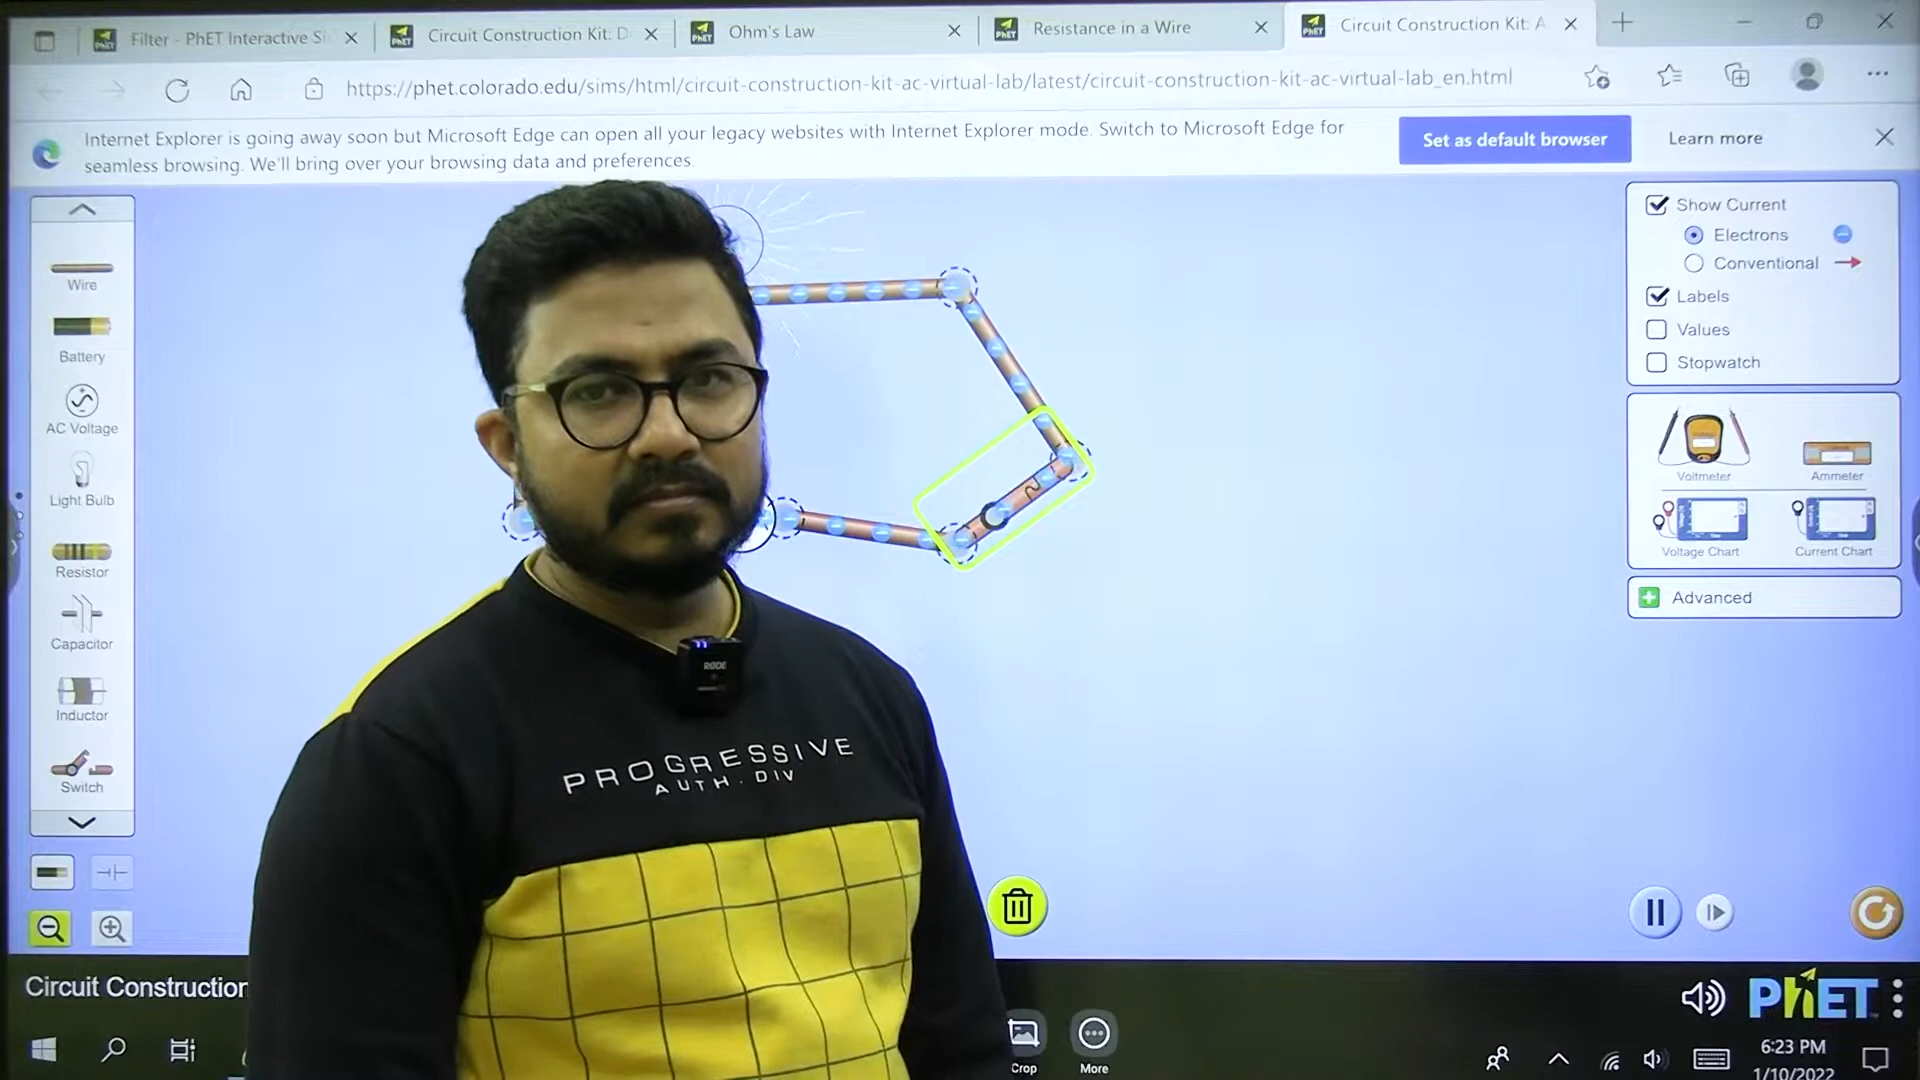 Filter - PhET Interactive Si
Circuit Construction Kit: D
Ohm's Law
Resistance in a Wire
Circuit Construction Kit: A
https://phet.colorado.edu/sims/html/circuit-construction-kit-ac-virtual-lab/latest/circuit-construction-kit-ac-virtual-lab_en.html
Internet Explorer is going away soon but Microsoft Edge can open all your legacy websites with Internet Explorer mode. Switch to Microsoft Edge for
seamless browsing. We'll bring over your browsing data and preferences.
Set as default browser
Learn more
Wire
Battery
AC Voltage
Light Bulb
Resistor
Capacitor
Inductor
Switch
Show Current
Electrons
Conventional
Labels
Values
Stopwatch
Voltmeter
Ammeter
Voltage Chart
Current Chart
Advanced
RØDE
PROGRESSIVE
AUTH.DIV
Circuit Construction
PhET
Crop
More
6:23 PM
1/10/2022